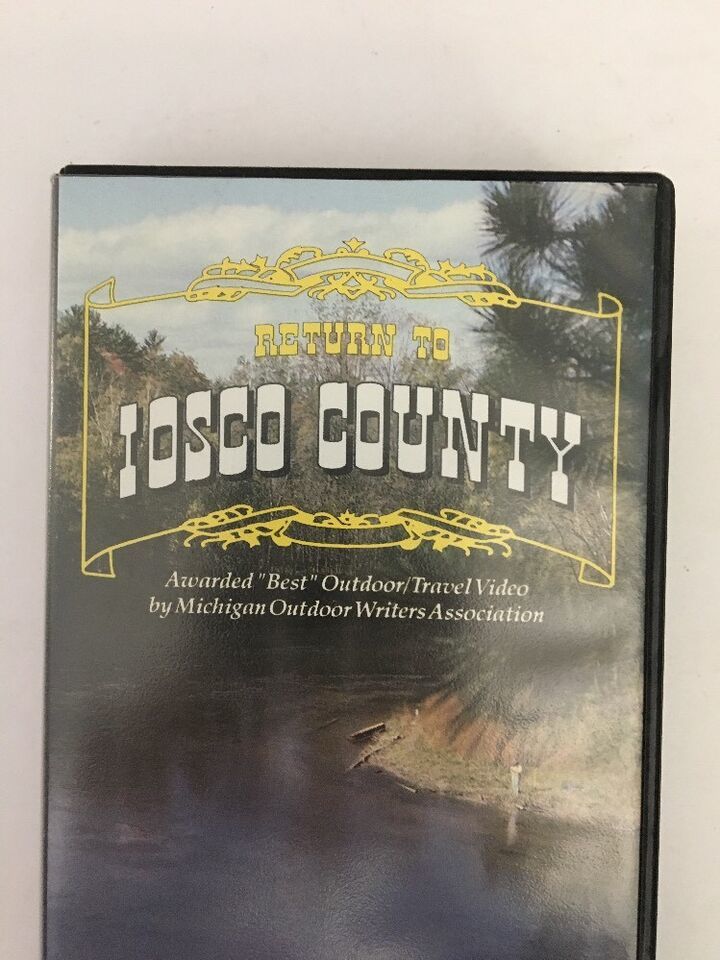 RETURN TO
IOSCO COUNTY
Awarded "Best" Outdoor/Travel Video
by Michigan Outdoor Writers Association